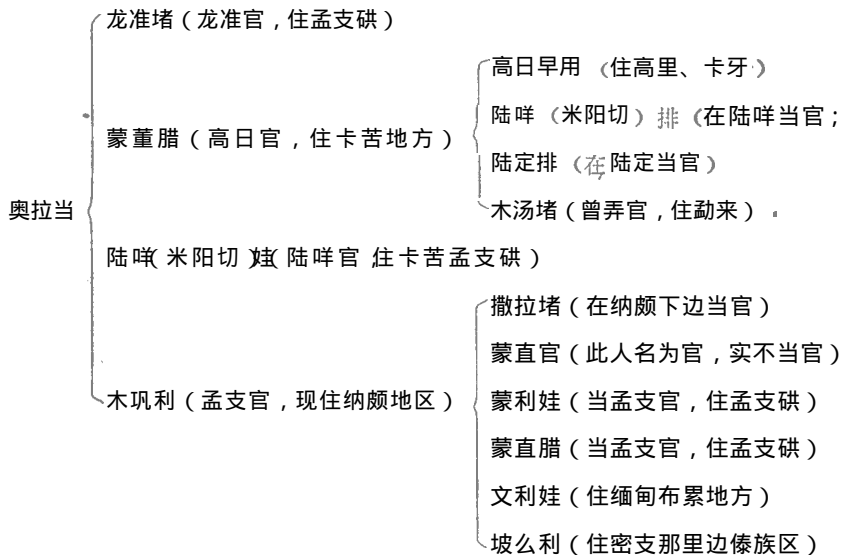 龙准堵(龙准官,住孟支硔)
高日早用(住高里、卡牙)
陆咩(米阳切)排(在陆咩当官;
蒙董腊(高日官,住卡苦地方)
陆定排(在陆定当官)
木汤堵(曾弄官,住勐来)。
奥拉当
陆咩(米阳切)娃(陆咩官,住卡苦孟支硔)
撒拉堵(在纳颇下边当官)
蒙直官(此人名为官,实不当官)
木巩利(孟支官,现住纳颇地区)
蒙利娃(当孟支官,住孟支硔)
蒙直腊(当孟支官,住孟支硔)
文利娃(住缅甸布累地方)
坡么利(住密支那里边傣族区)